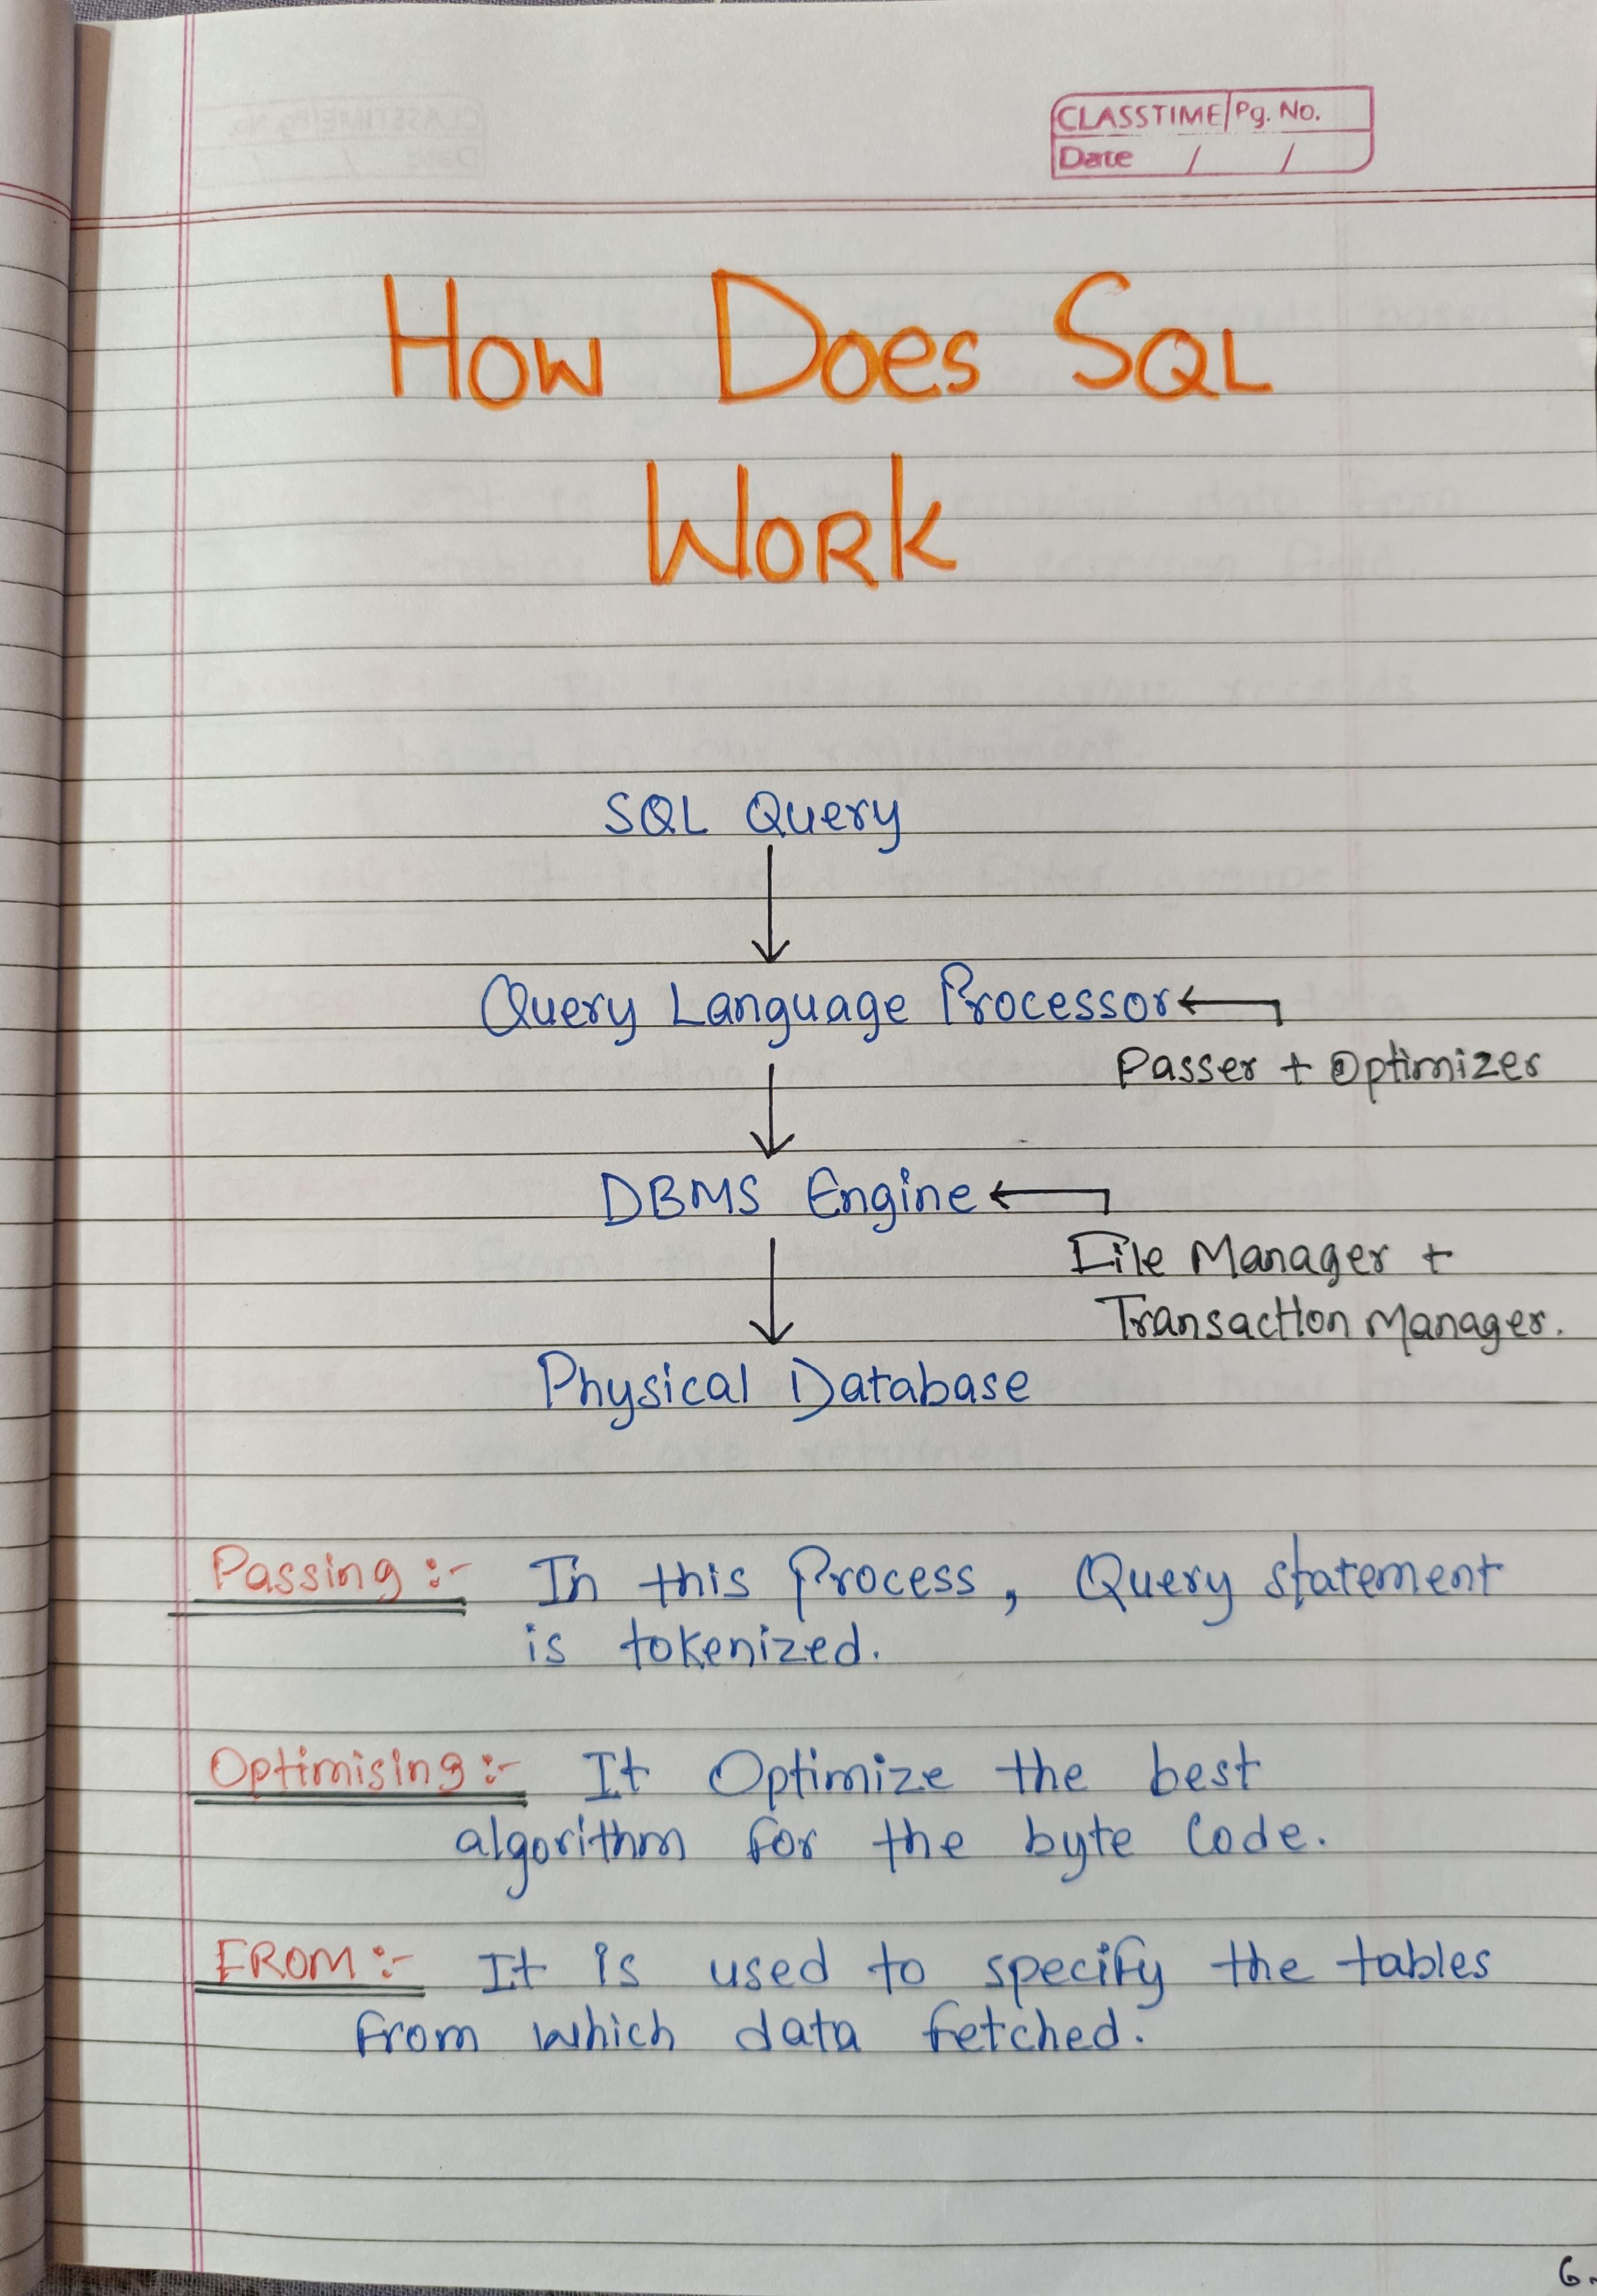 CLASSTIME Pg. No.
Date / /
How Does SQL
Work
SQL Query
Query Language Processor
Passer + Optimizer
DBMS Engine
File Manager +
Transaction Manager.
Physical Database
Passing :- In this Process, Query statement
is tokenized.
Optimising :- It Optimize the best
algorithm for the byte Code.
FROM :- It is used to specify the tables
from which data fetched.
6.